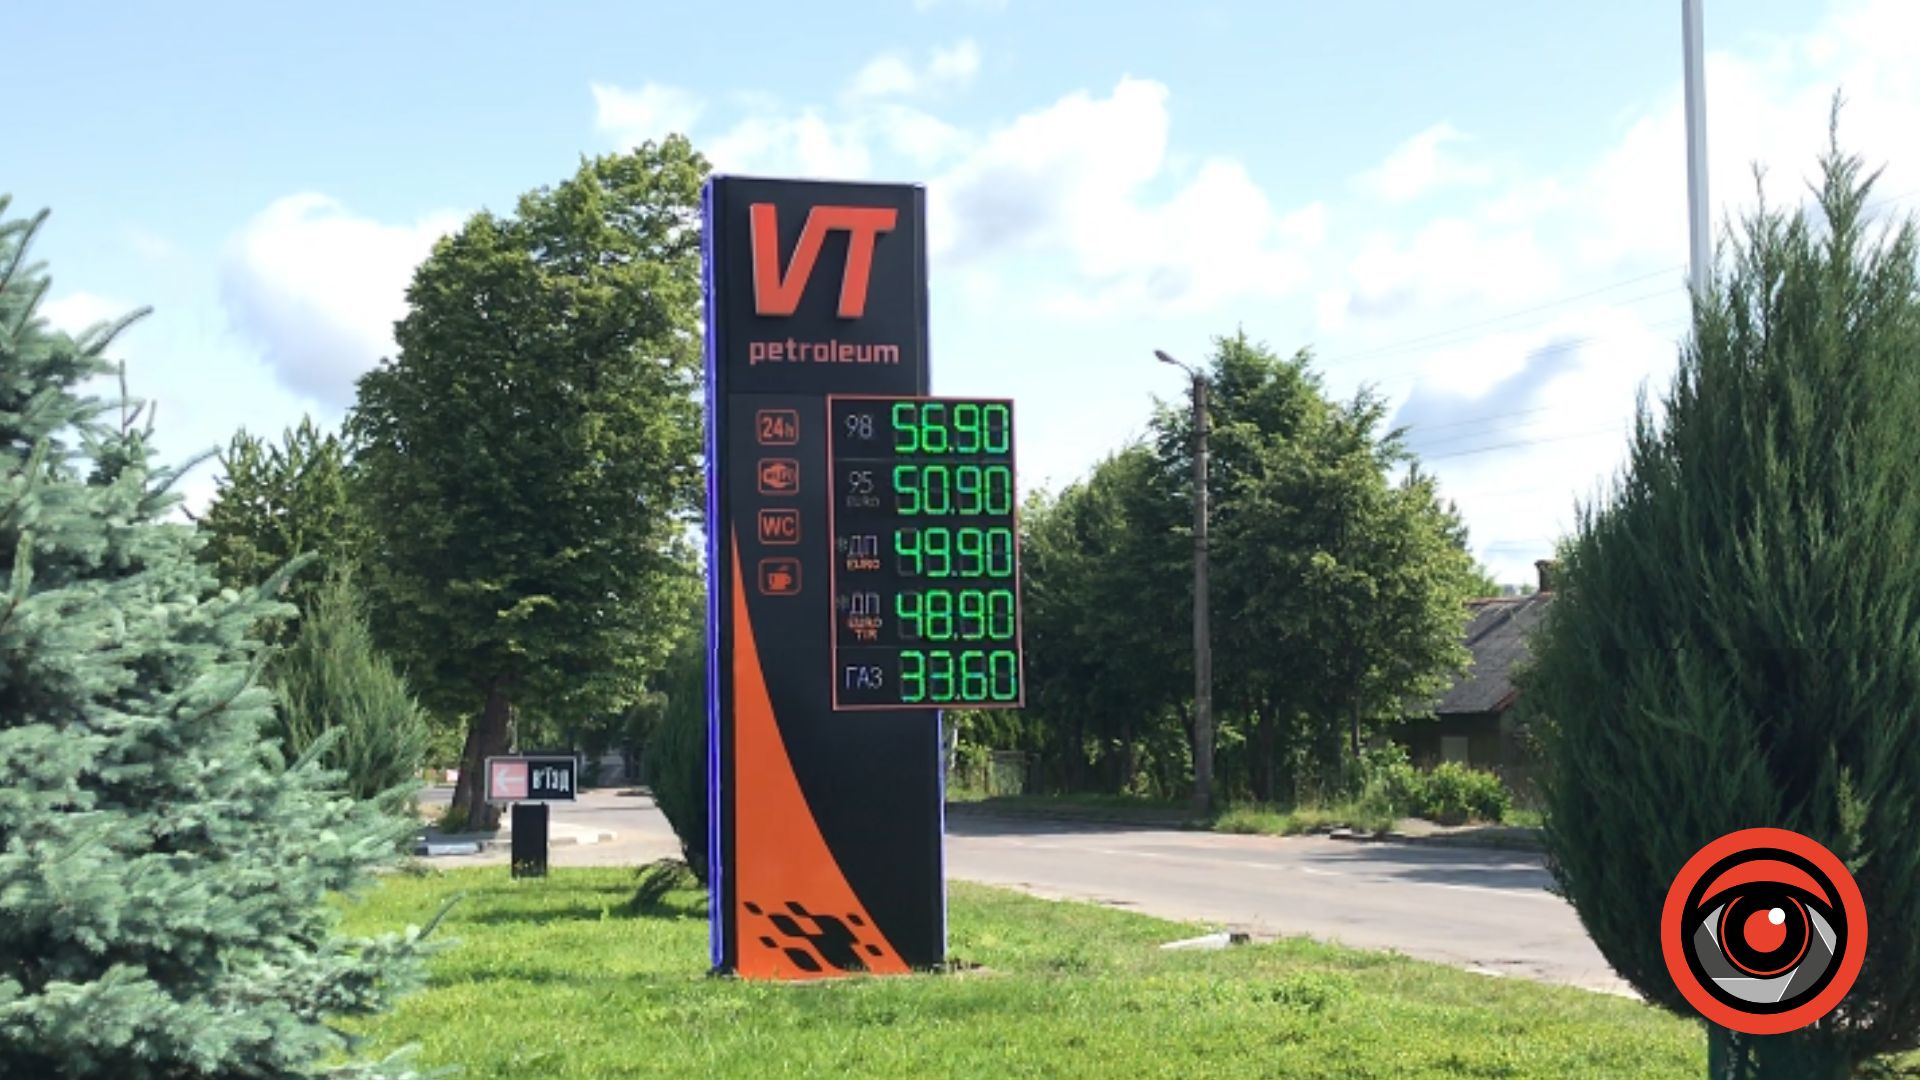 VT
petroleum
24h
98 56.90
95 50.90
EURO
ДП 49.90
EURO
WC
ДП 48.90
EURO
TIR
ГАЗ 33.60
в'їзд